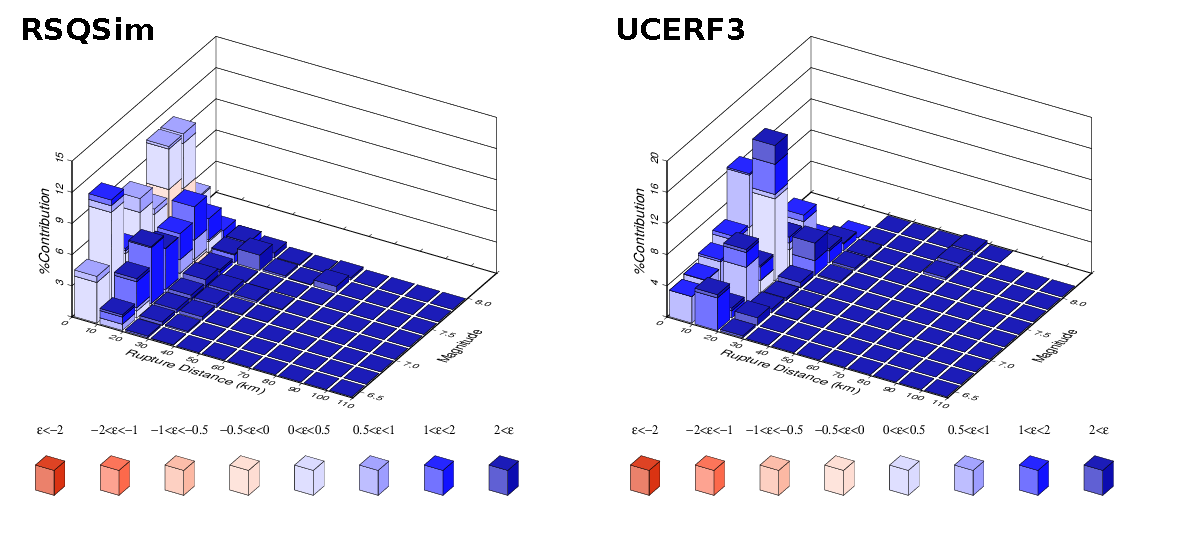 RSQSim
%Contribution
15
12
9
6
3
0
10
20
30
40
50
60
70
80
90
100
110
Rupture Distance (km)
6.5
7.0
7.5
8.0
Magnitude
ε<−2
−2<ε<−1
−1<ε<−0.5
−0.5<ε<0
0<ε<0.5
0.5<ε<1
1<ε<2
2<ε
UCERF3
%Contribution
20
16
12
8
4
0
10
20
30
40
50
60
70
80
90
100
110
Rupture Distance (km)
6.5
7.0
7.5
8.0
Magnitude
ε<−2
−2<ε<−1
−1<ε<−0.5
−0.5<ε<0
0<ε<0.5
0.5<ε<1
1<ε<2
2<ε